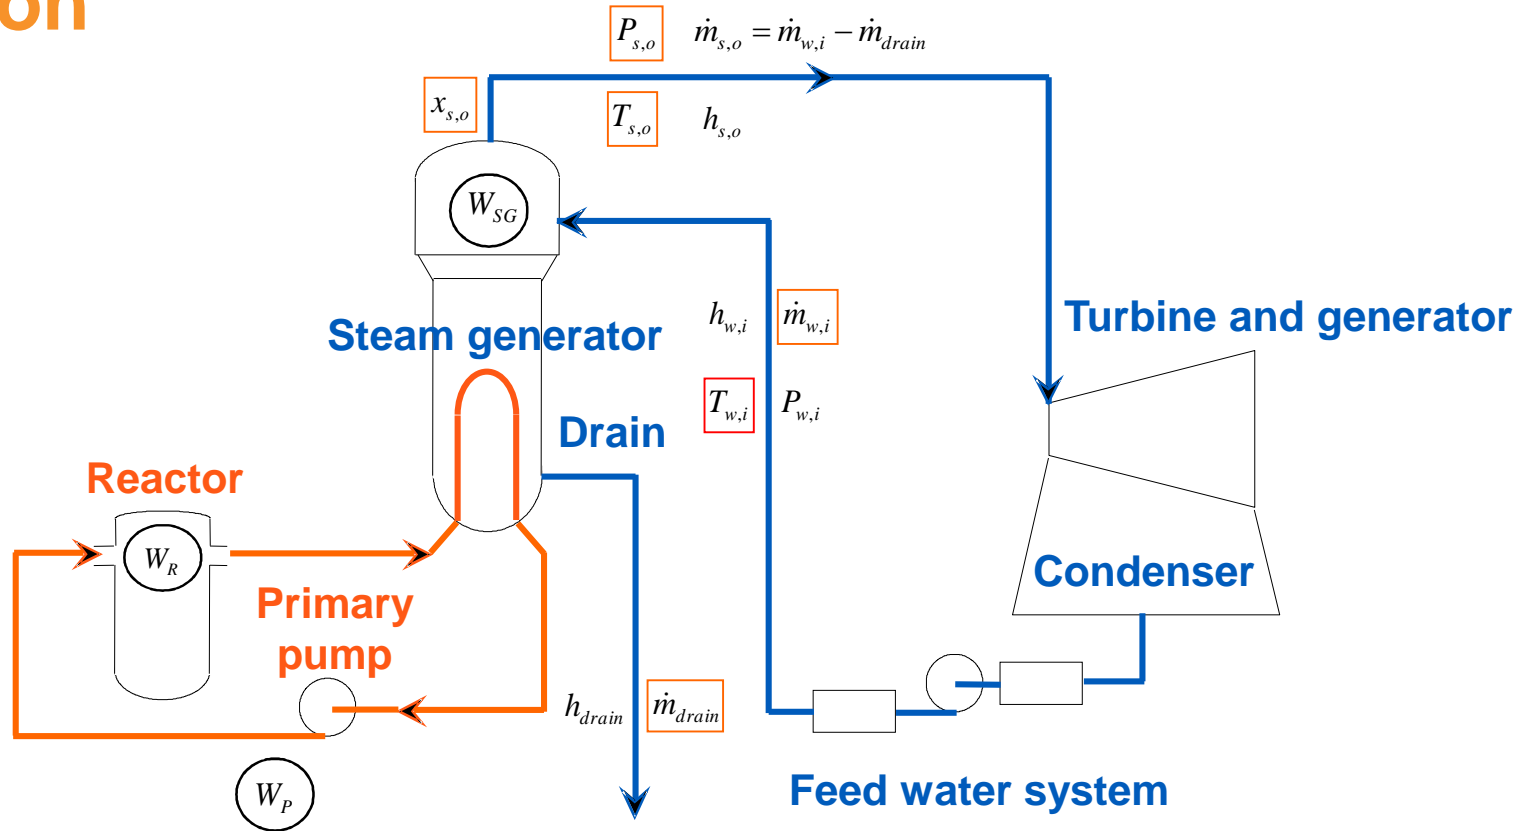 on
P_{s,o} ṁ_{s,o} = ṁ_{w,i} − ṁ_{drain}
x_{s,o}
T_{s,o} h_{s,o}
W_{SG}
h_{w,i} ṁ_{w,i}
Turbine and generator
Steam generator
T_{w,i} P_{w,i}
Drain
Reactor
W_R
Condenser
Primary
pump
h_{drain} ṁ_{drain}
W_P
Feed water system